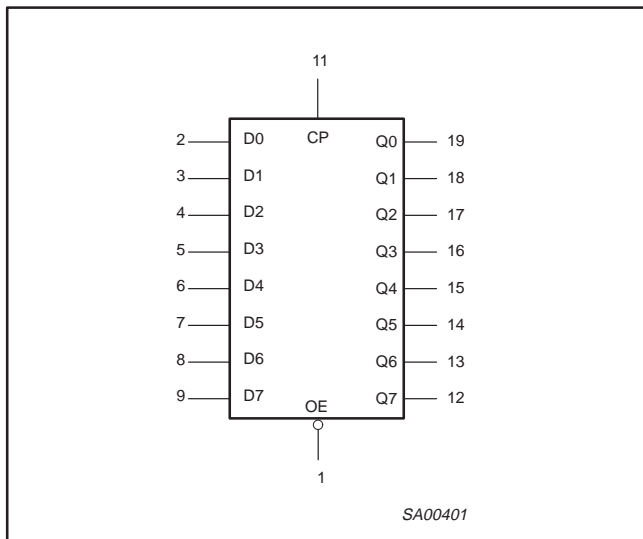 11
2 D0 CP Q0 19
3 D1 Q1 18
4 D2 Q2 17
5 D3 Q3 16
6 D4 Q4 15
7 D5 Q5 14
8 D6 Q6 13
9 D7 Q7 12
OE
1
SA00401